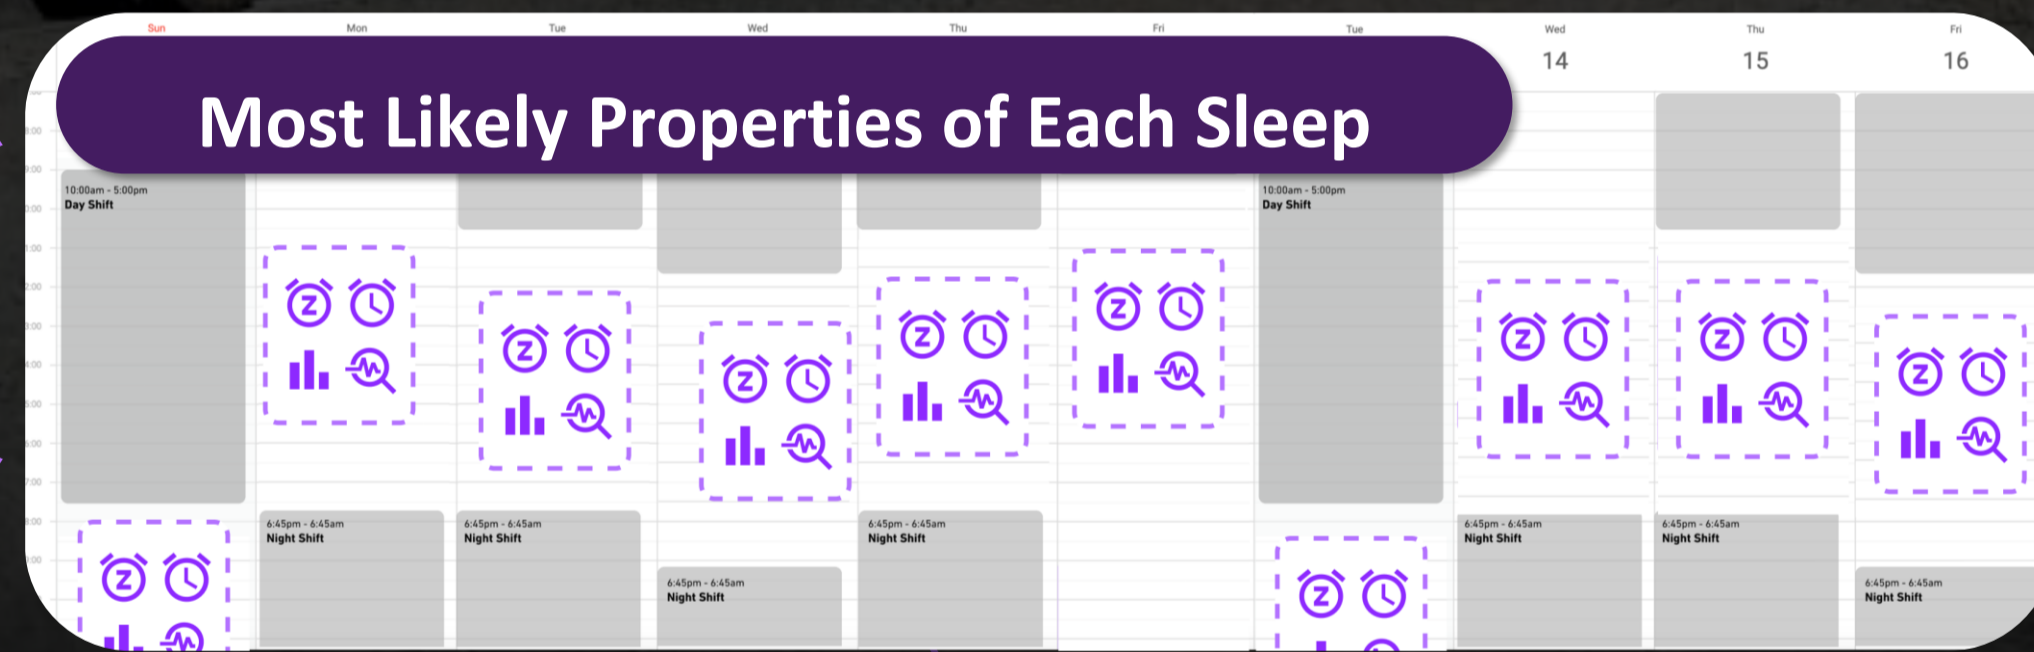 Sun Mon Tue Wed Thu Fri Tue Wed Thu Fri
14 15 16
Most Likely Properties of Each Sleep
10:00am - 5:00pm
Day Shift
10:00am - 5:00pm
Day Shift
6:45pm - 6:45am
Night Shift
6:45pm - 6:45am
Night Shift
6:45pm - 6:45am
Night Shift
6:45pm - 6:45am
Night Shift
6:45pm - 6:45am
Night Shift
6:45pm - 6:45am
Night Shift
6:45pm - 6:45am
Night Shift